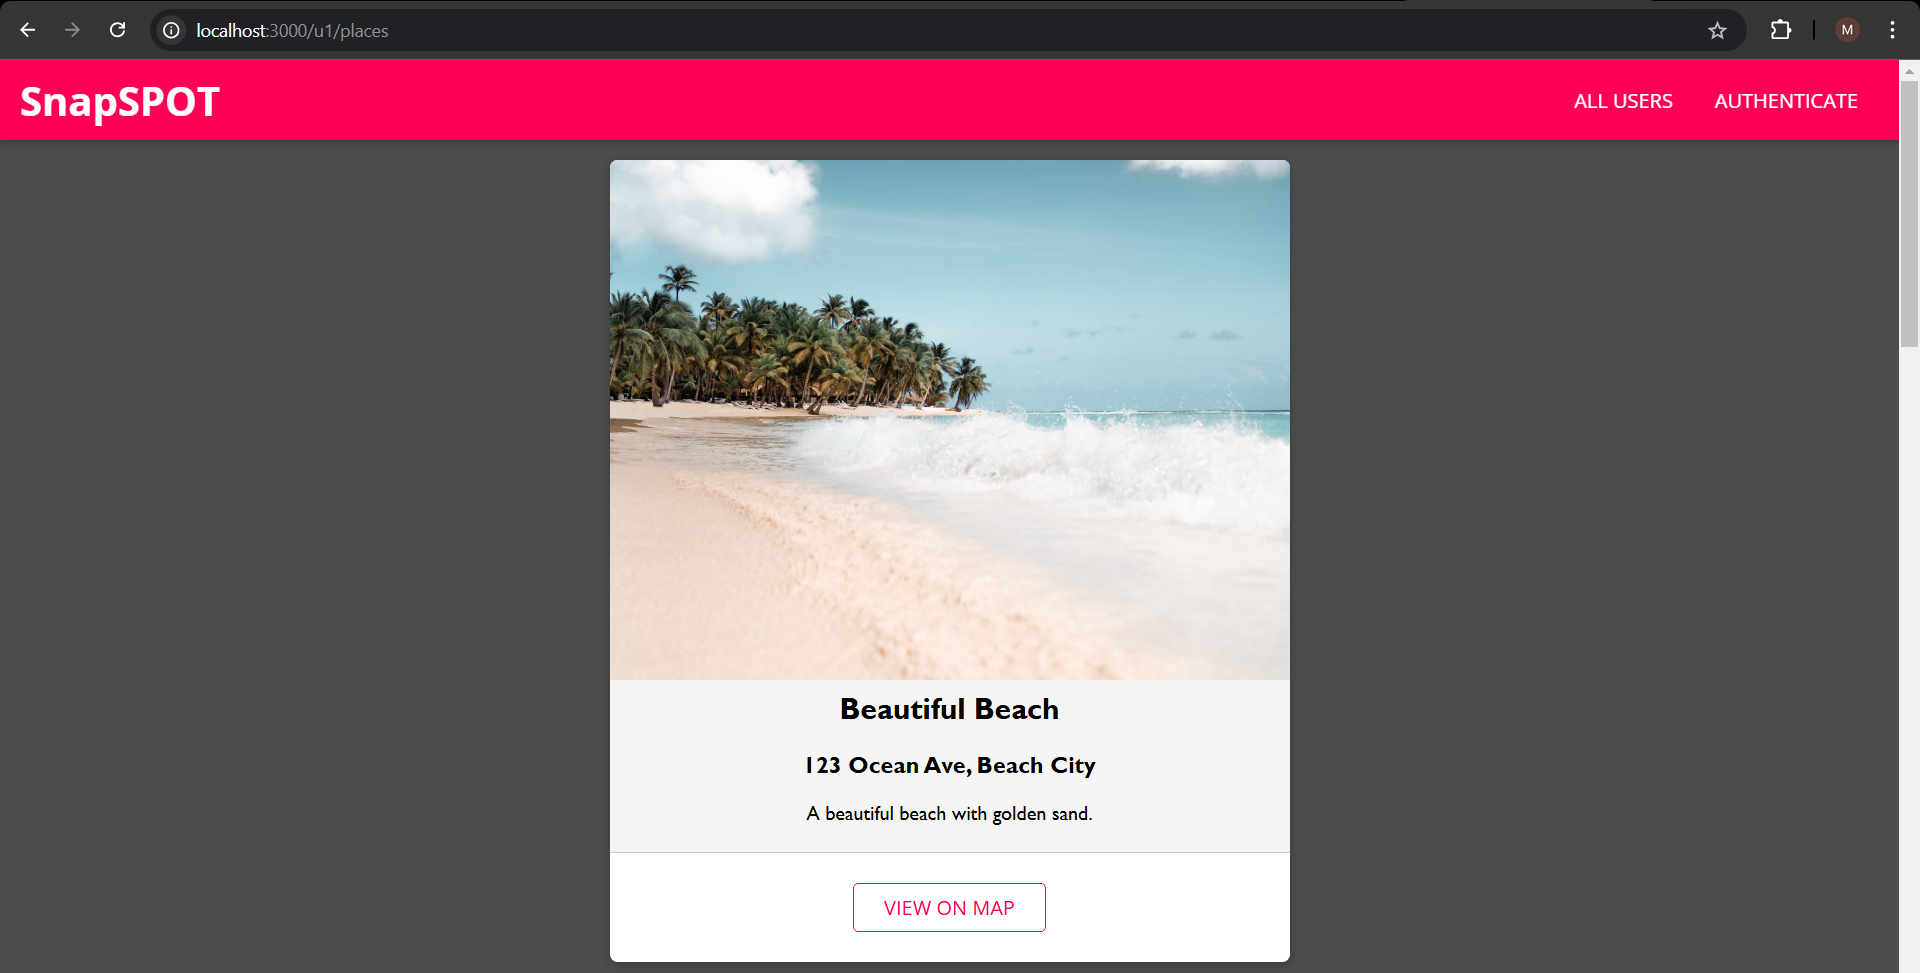 localhost:3000/u1/places
M
SnapSPOT
ALL USERS
AUTHENTICATE
Beautiful Beach
123 Ocean Ave, Beach City
A beautiful beach with golden sand.
VIEW ON MAP